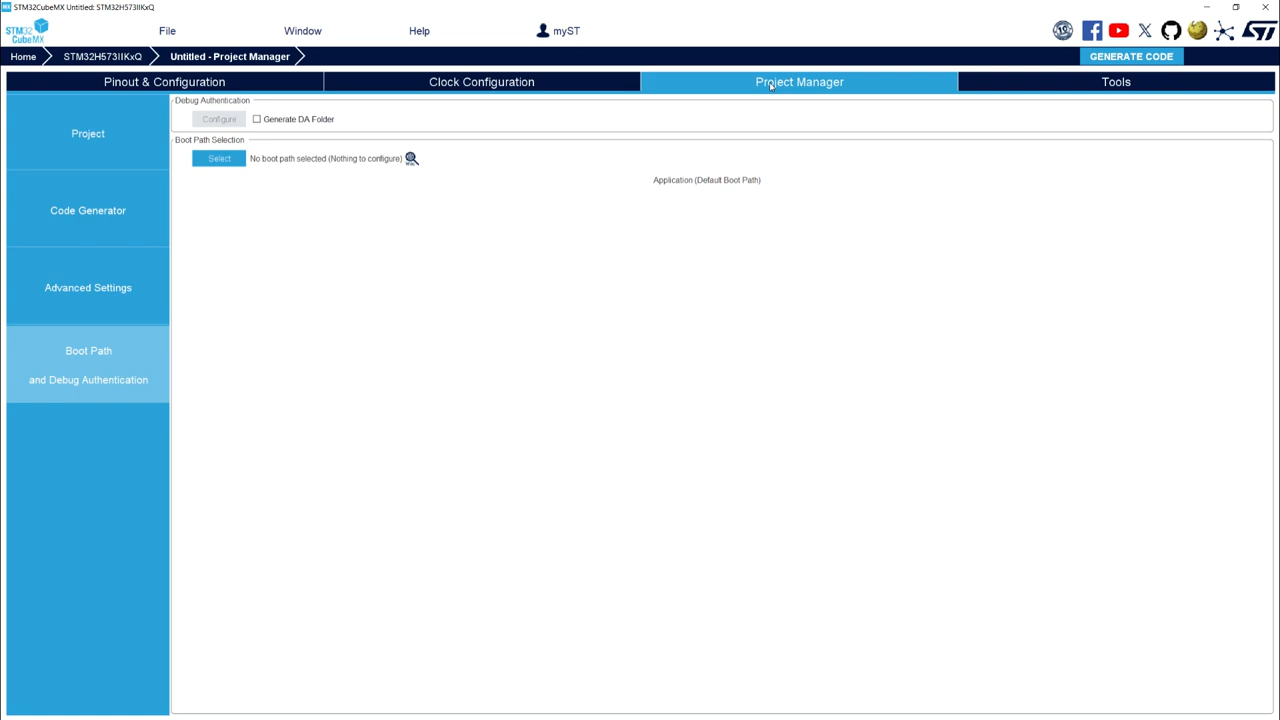 MX STM32CubeMX Untitled: STM32H573IIKxQ
STM32
CubeMX
File
Window
Help
myST
Home
STM32H573IIKxQ
Untitled - Project Manager
GENERATE CODE
Pinout & Configuration
Clock Configuration
Project Manager
Tools
Project
Code Generator
Advanced Settings
Boot Path
and Debug Authentication
Debug Authentication
Configure
Generate DA Folder
Boot Path Selection
Select
No boot path selected (Nothing to configure)
Application (Default Boot Path)